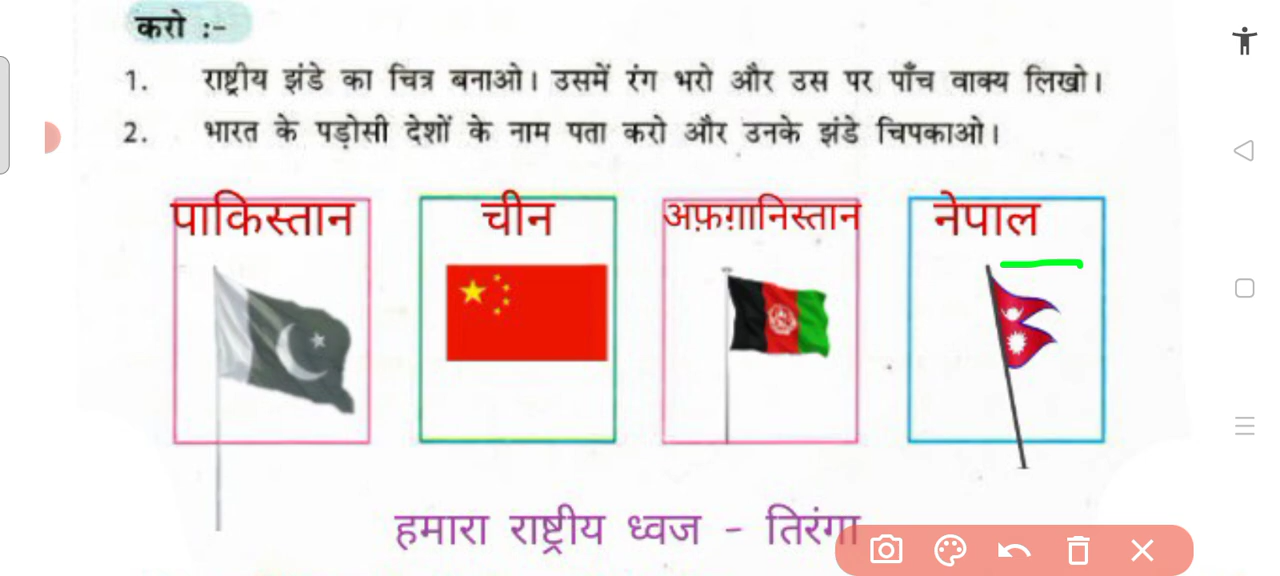 करो :-
1. राष्ट्रीय झंडे का चित्र बनाओ। उसमें रंग भरो और उस पर पाँच वाक्य लिखो।
2. भारत के पड़ोसी देशों के नाम पता करो और उनके झंडे चिपकाओ।
पाकिस्तान चीन अफ़ग़ानिस्तान नेपाल
हमारा राष्ट्रीय ध्वज - तिरंगा